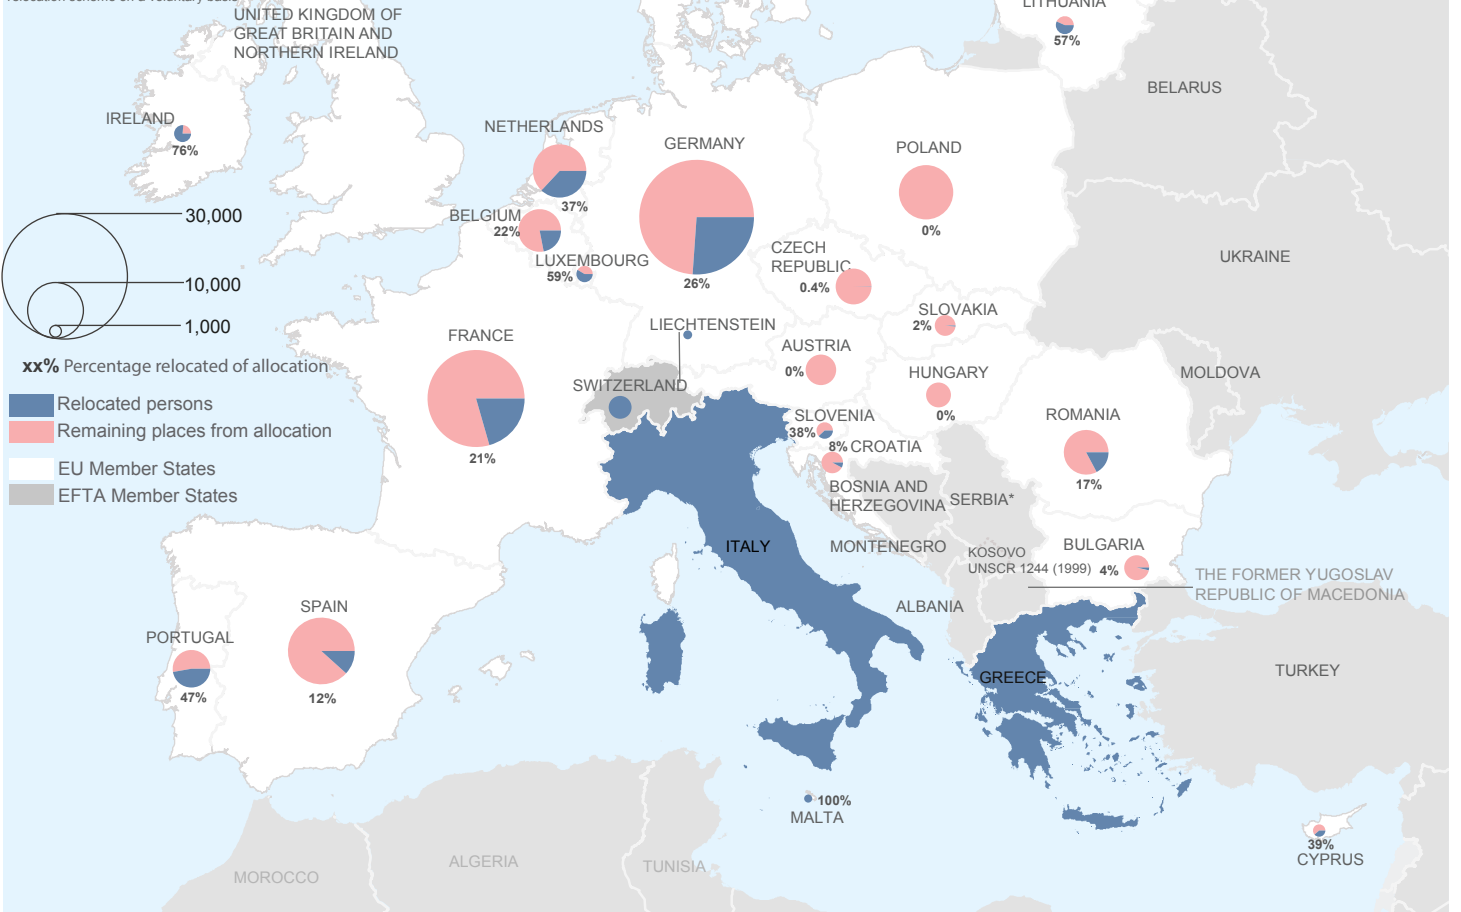 relocation scheme on a voluntary basis
UNITED KINGDOM OF
GREAT BRITAIN AND
NORTHERN IRELAND
LITHUANIA
57%
BELARUS
IRELAND
76%
NETHERLANDS
37%
GERMANY
26%
POLAND
0%
30,000
10,000
1,000
BELGIUM
22%
LUXEMBOURG
59%
CZECH
REPUBLIC
0.4%
UKRAINE
SLOVAKIA
2%
FRANCE
21%
LIECHTENSTEIN
AUSTRIA
0%
HUNGARY
0%
MOLDOVA
xx% Percentage relocated of allocation
Relocated persons
Remaining places from allocation
EU Member States
EFTA Member States
SWITZERLAND
SLOVENIA
38%
8% CROATIA
ROMANIA
17%
BOSNIA AND
HERZEGOVINA
SERBIA*
ITALY
MONTENEGRO
KOSOVO
UNSCR 1244 (1999)
BULGARIA
4%
THE FORMER YUGOSLAV
REPUBLIC OF MACEDONIA
ALBANIA
SPAIN
12%
PORTUGAL
47%
GREECE
TURKEY
100%
MALTA
39%
CYPRUS
MOROCCO
ALGERIA
TUNISIA